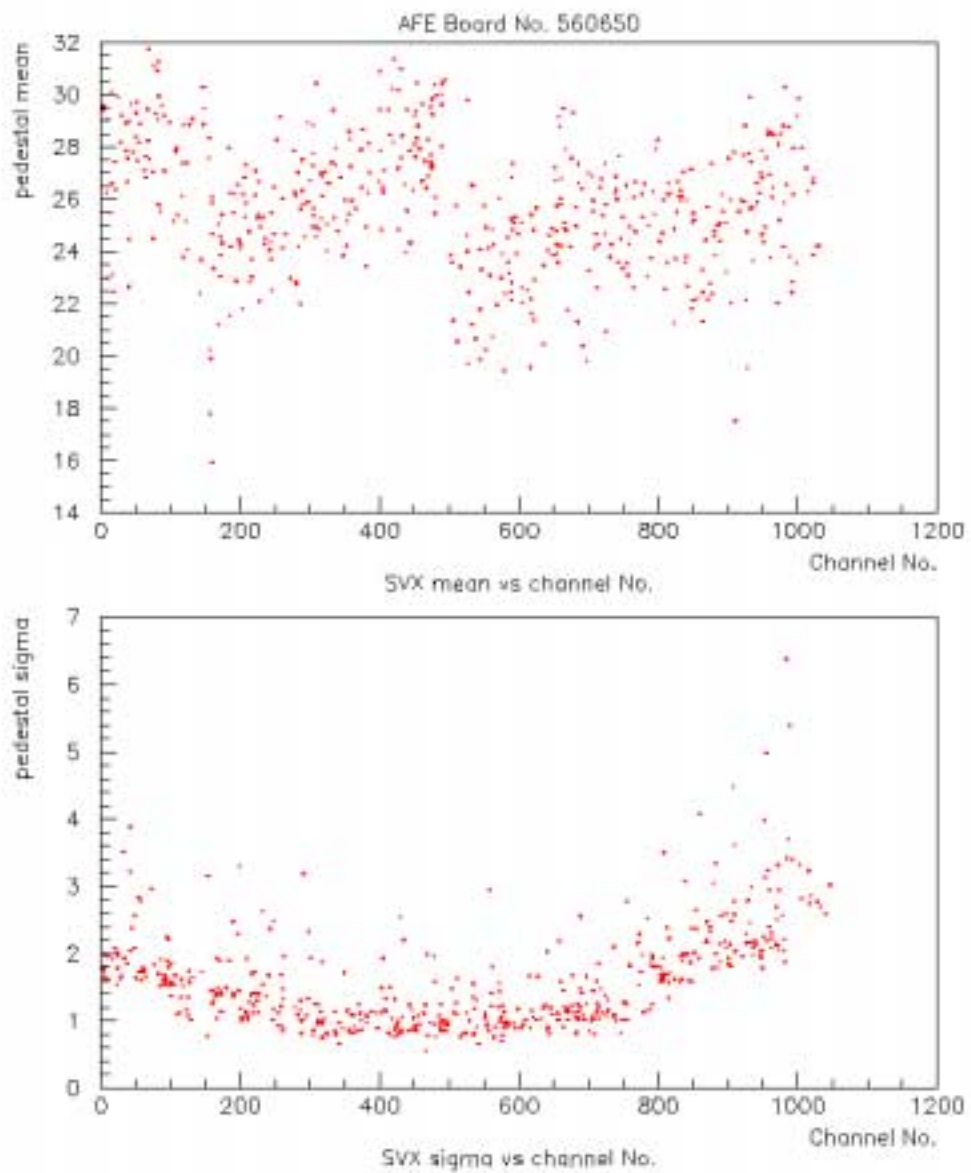 AFE Board No. 560650
pedestal mean
32
30
28
26
24
22
20
18
16
14
0 200 400 600 800 1000 1200
Channel No.
SVX mean vs channel No.
pedestal sigma
7
6
5
4
3
2
1
0
0 200 400 600 800 1000 1200
Channel No.
SVX sigma vs channel No.